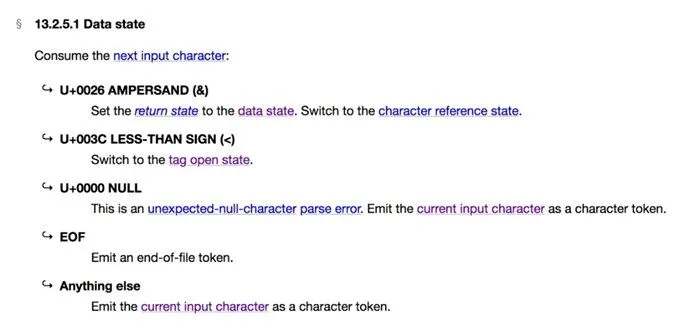 § 13.2.5.1 Data state
Consume the next input character:
↪ U+0026 AMPERSAND (&)
Set the return state to the data state. Switch to the character reference state.
↪ U+003C LESS-THAN SIGN (<)
Switch to the tag open state.
↪ U+0000 NULL
This is an unexpected-null-character parse error. Emit the current input character as a character token.
↪ EOF
Emit an end-of-file token.
↪ Anything else
Emit the current input character as a character token.